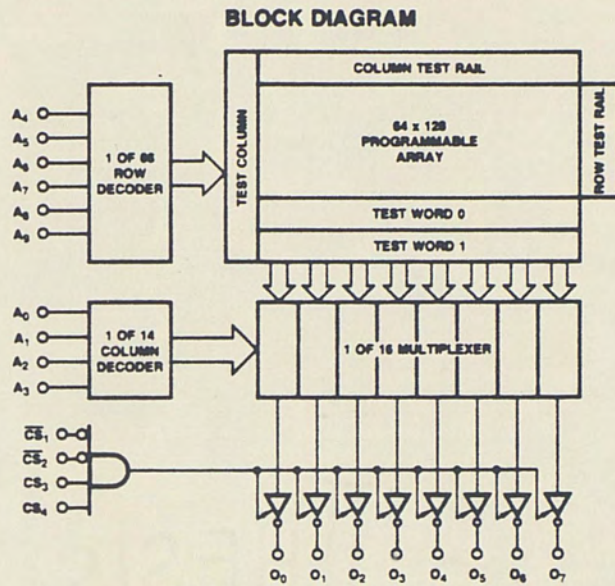 BLOCK DIAGRAM
COLUMN TEST RAIL
TEST COLUMN
64 x 128
PROGRAMMABLE
ARRAY
ROW TEST RAIL
TEST WORD 0
TEST WORD 1
A4
A5
A6
A7
A8
A9
1 OF 66
ROW
DECODER
A0
A1
A2
A3
1 OF 14
COLUMN
DECODER
1 OF 16 MULTIPLEXER
CS1
CS2
CS3
CS4
O0 O1 O2 O3 O4 O5 O6 O7